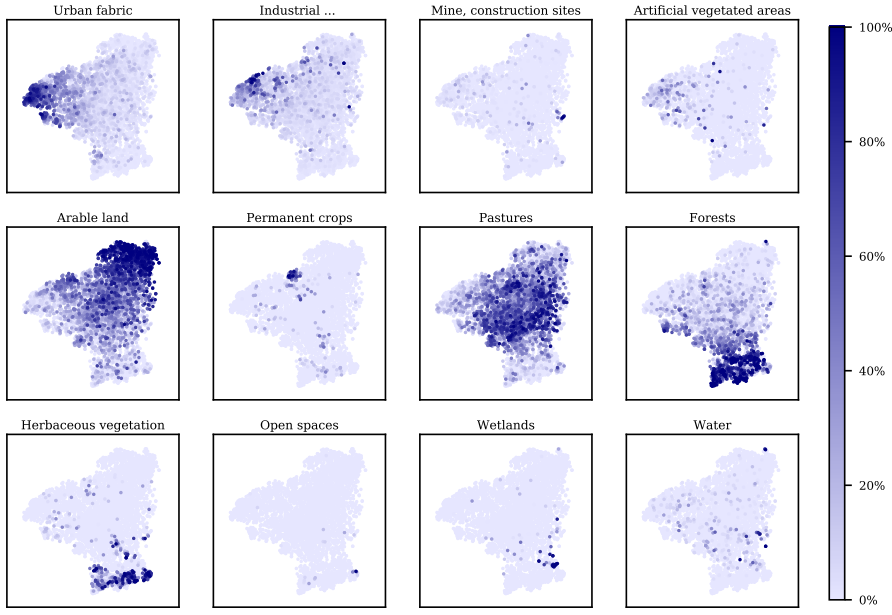 Urban fabric
Industrial ...
Mine, construction sites
Artificial vegetated areas
100%
80%
Arable land
Permanent crops
Pastures
Forests
60%
40%
Herbaceous vegetation
Open spaces
Wetlands
Water
20%
0%